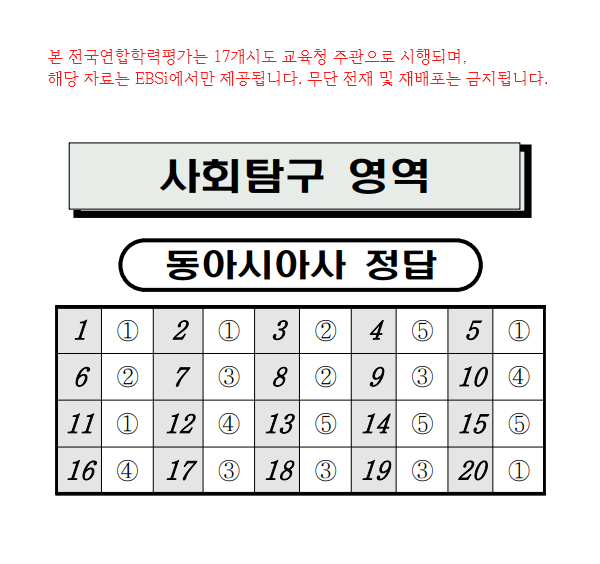 본 전국연합학력평가는 17개시도 교육청 주관으로 시행되며,
해당 자료는 EBSi에서만 제공됩니다. 무단 전재 및 재배포는 금지됩니다.
사회탐구 영역
동아시아사 정답
1 ① 2 ① 3 ② 4 ⑤ 5 ①
6 ② 7 ③ 8 ② 9 ③ 10 ④
11 ① 12 ④ 13 ⑤ 14 ⑤ 15 ⑤
16 ④ 17 ③ 18 ③ 19 ③ 20 ①